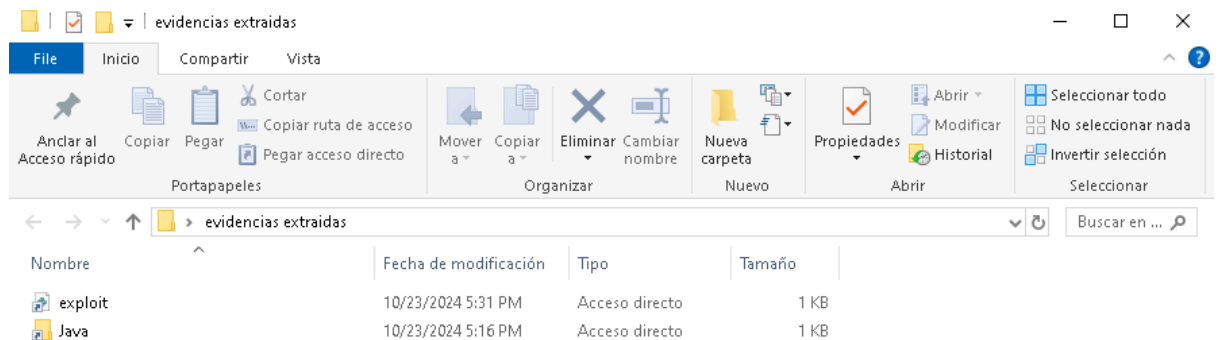 evidencias extraidas
File Inicio Compartir Vista
Anclar al Acceso rápido
Copiar
Pegar
Cortar
Copiar ruta de acceso
Pegar acceso directo
Portapapeles
Mover a
Copiar a
Eliminar
Cambiar nombre
Organizar
Nueva carpeta
Nuevo
Propiedades
Abrir
Modificar
Historial
Abrir
Seleccionar todo
No seleccionar nada
Invertir selección
Seleccionar
evidencias extraidas
Buscar en ...
Nombre Fecha de modificación Tipo Tamaño
exploit 10/23/2024 5:31 PM Acceso directo 1 KB
Java 10/23/2024 5:16 PM Acceso directo 1 KB